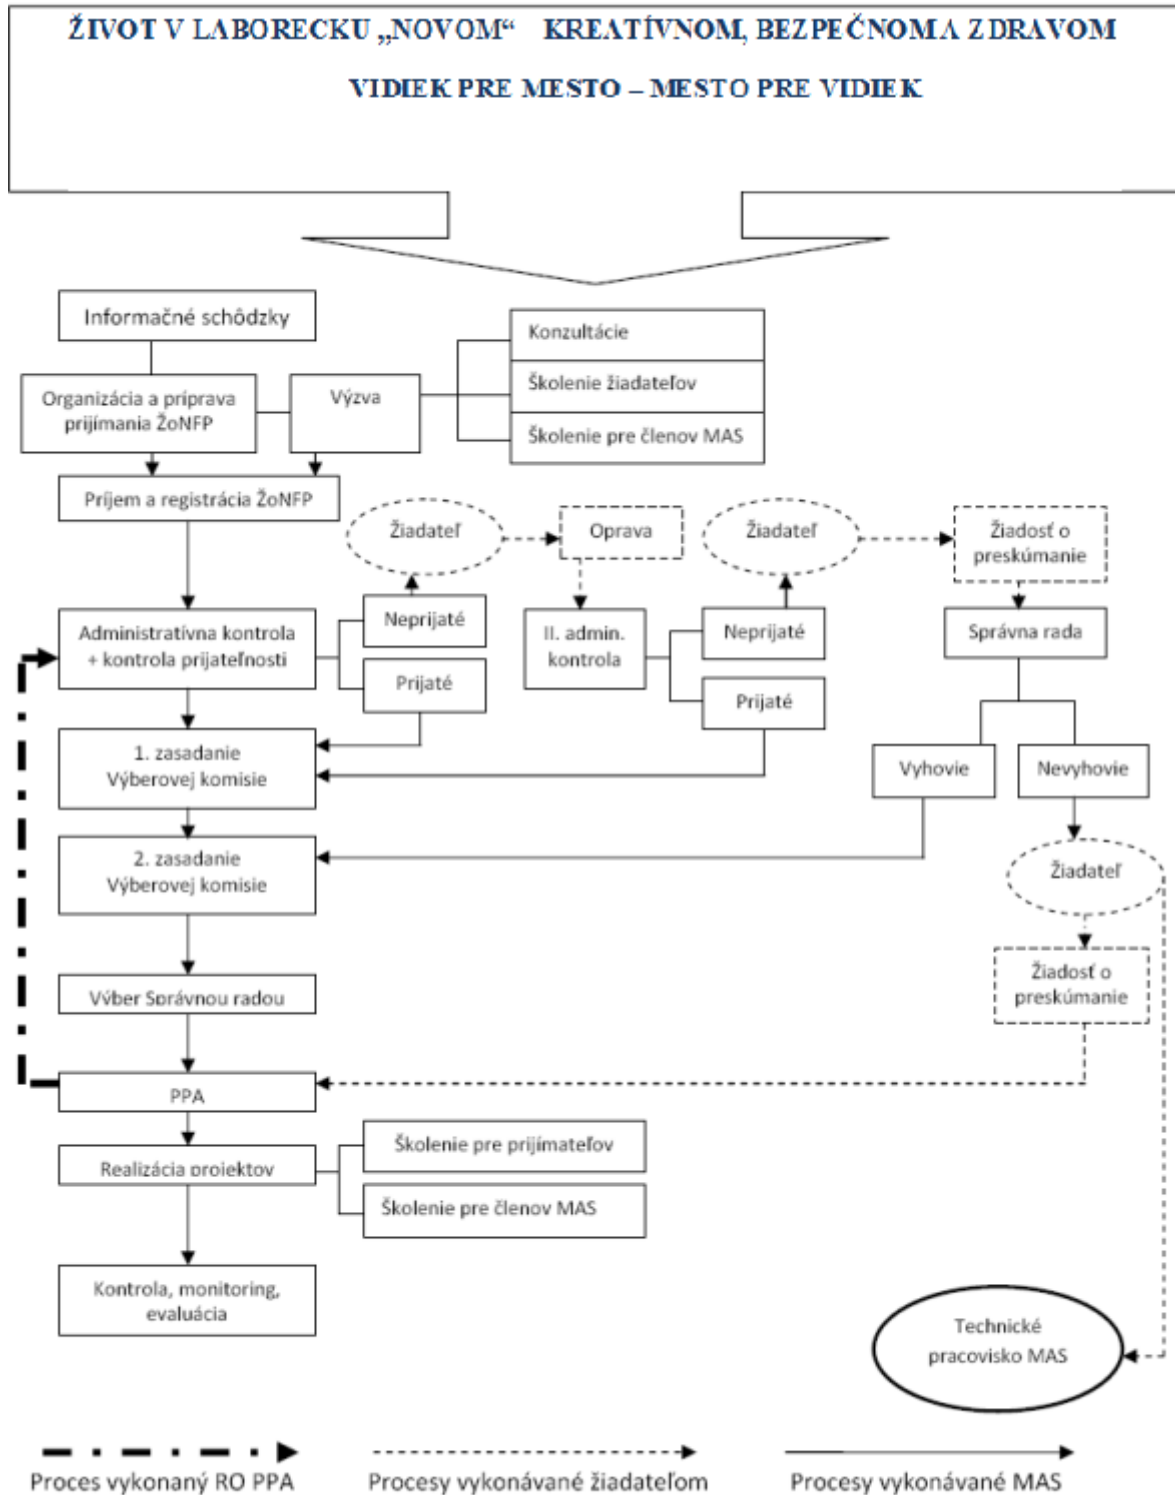 ŽIVOT V LABORECKU „NOVOM“ KREATÍVNOM, BEZPEČNOM A ZDRAVOM
VIDIEK PRE MESTO – MESTO PRE VIDIEK
Informačné schôdzky
Organizácia a príprava
prijímania ŽoNFP
Výzva
Konzultácie
Školenie žiadateľov
Školenie pre členov MAS
Príjem a registrácia ŽoNFP
Žiadateľ
Oprava
Žiadateľ
Žiadosť o
preskúmanie
Administratívna kontrola
+ kontrola prijateľnosti
Neprijaté
Prijaté
II. admin.
kontrola
Neprijaté
Prijaté
Správna rada
1. zasadanie
Výberovej komisie
Vyhovie
Nevyhovie
2. zasadanie
Výberovej komisie
Žiadateľ
Žiadosť o
preskúmanie
Výber Správnou radou
PPA
Realizácia projektov
Školenie pre prijímateľov
Školenie pre členov MAS
Kontrola, monitoring,
evaluácia
Technické
pracovisko MAS
Proces vykonaný RO PPA
Procesy vykonávané žiadateľom
Procesy vykonávané MAS